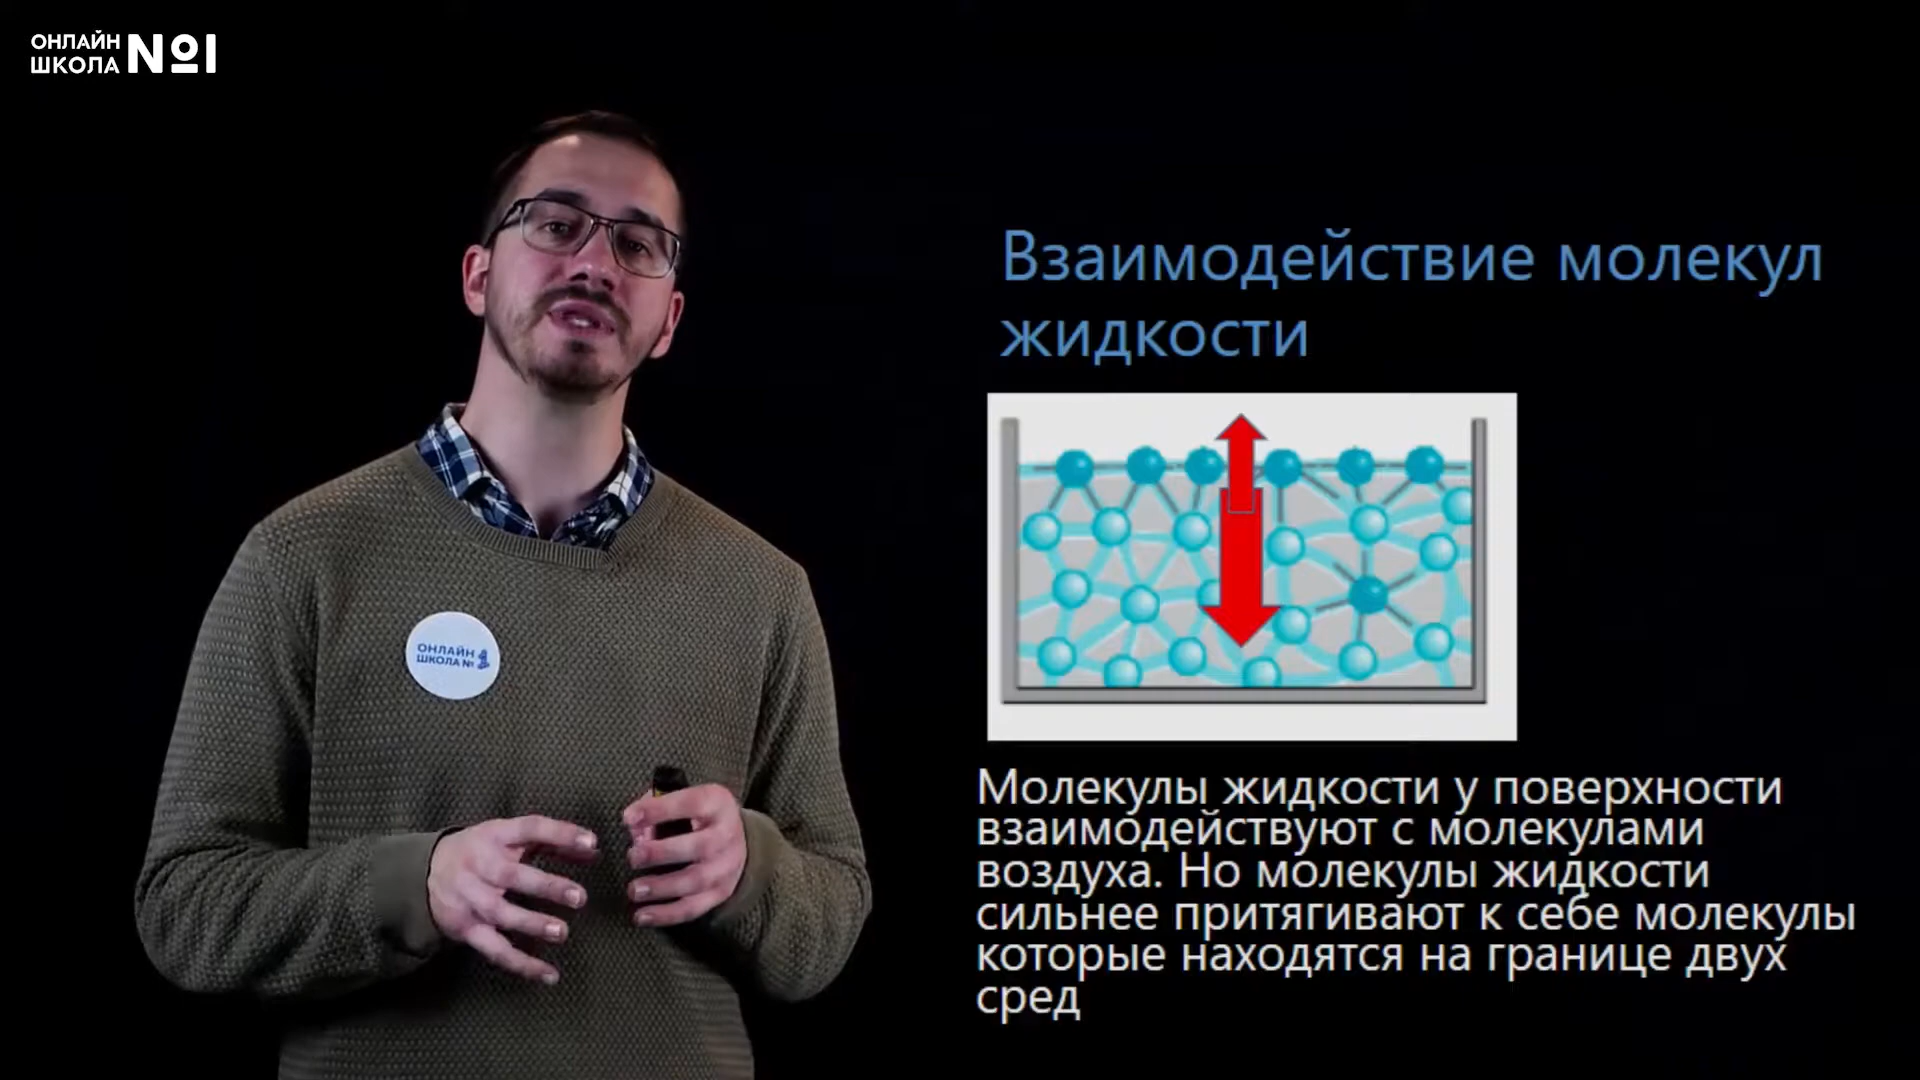 ОНЛАЙН
ШКОЛА №1
Взаимодействие молекул
жидкости
ОНЛАЙН
ШКОЛА №1
Молекулы жидкости у поверхности
взаимодействуют с молекулами
воздуха. Но молекулы жидкости
сильнее притягивают к себе молекулы
которые находятся на границе двух
сред